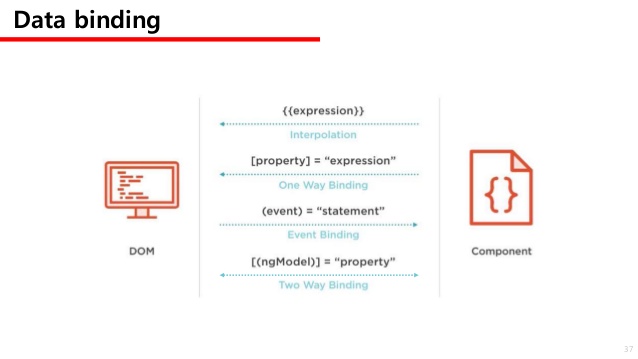 Data binding
{{expression}}
Interpolation
[property] = “expression”
One Way Binding
(event) = “statement”
Event Binding
[(ngModel)] = “property”
Two Way Binding
DOM
{}
Component
37